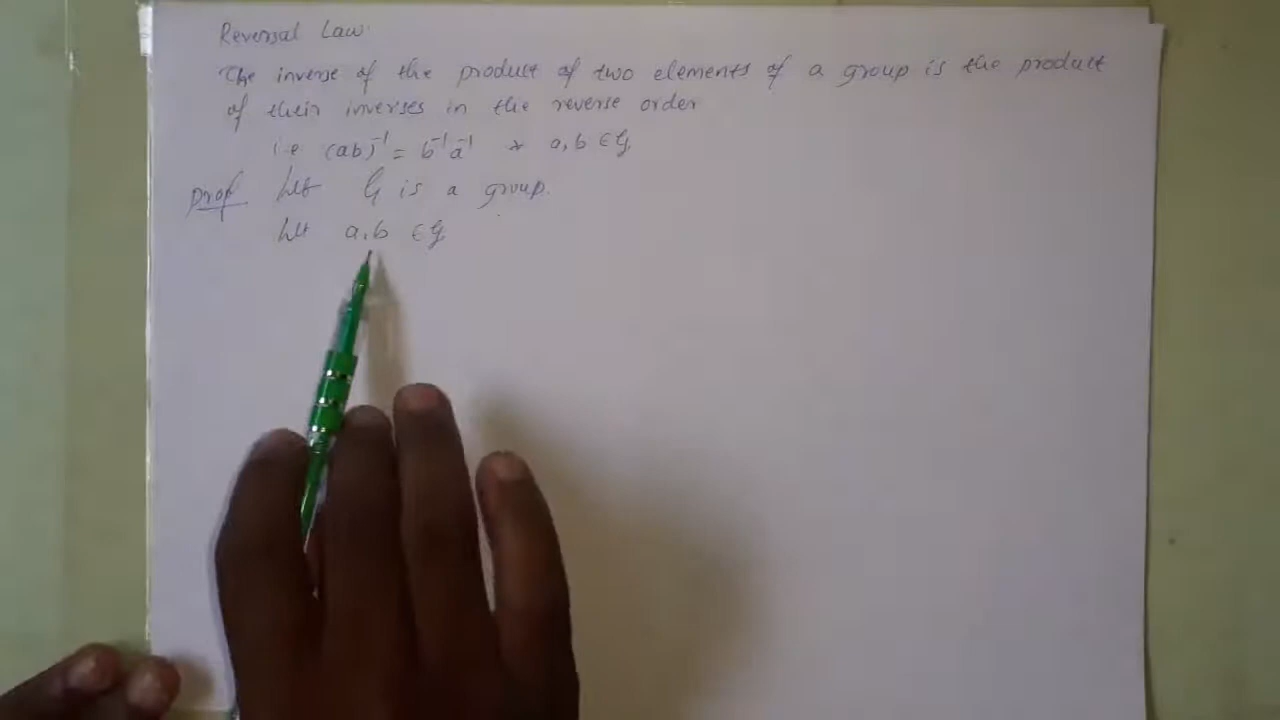 Reversal Law.
The inverse of the product of two elements of a group is the product
of their inverses in the reverse order
i.e (ab)⁻¹ = b⁻¹a⁻¹ ∀ a,b ∈ G
Proof Let G is a group.
Let a,b ∈ G